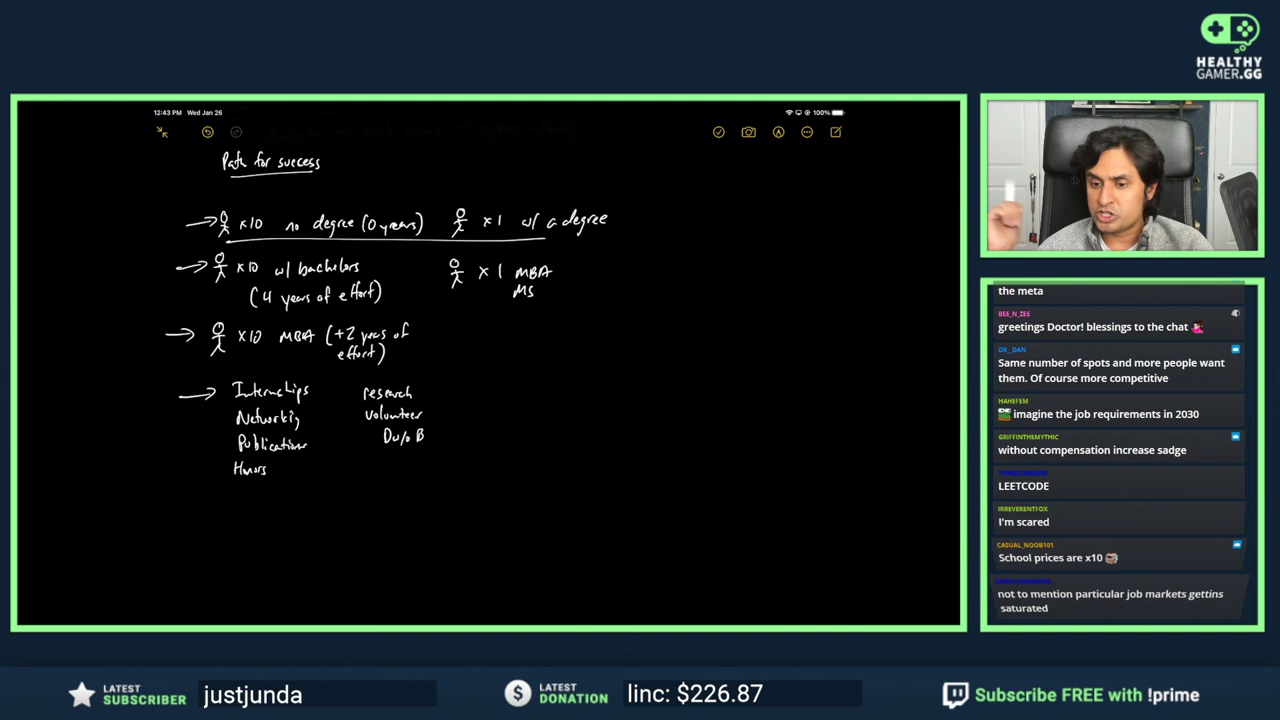 HEALTHY
GAMER.GG
12:43 PM Wed Jan 26
100%
Path for success
x10 no degree (0 years) x1 w/ a degree
x10 w/ bachelors
(4 years of effort)
x1 MBA
MS
x10 MBA (+2 years of
effort)
Internships
Networkig
Publications
Honors
research
Volunteer
the meta
BEE_N_ZEE
greetings Doctor! blessings to the chat
DR__DAN
Same number of spots and more people want
them. Of course more competitive
HAHEFEM
imagine the job requirements in 2030
GRIFFINTHEMYTHIC
without compensation increase sadge
LEETCODE
IRREVERENTFOX
I'm scared
CASUAL_NOOB101
School prices are x10
not to mention particular job markets gettins
saturated
LATEST
SUBSCRIBER
justjunda
LATEST
DONATION
linc: $226.87
Subscribe FREE with !prime